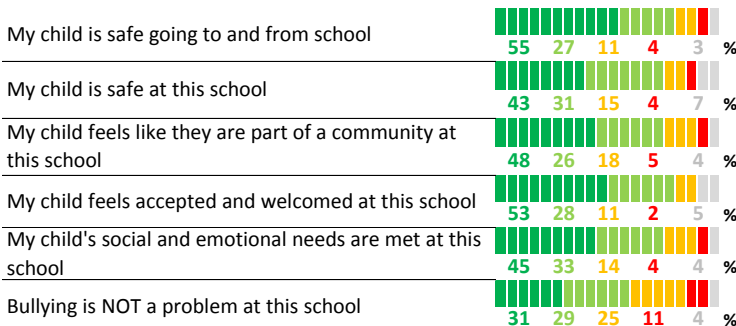 My child is safe going to and from school
55 27 11 4 3 %
My child is safe at this school
43 31 15 4 7 %
My child feels like they are part of a community at
this school
48 26 18 5 4 %
My child feels accepted and welcomed at this school
53 28 11 2 5 %
My child's social and emotional needs are met at this
school
45 33 14 4 4 %
Bullying is NOT a problem at this school
31 29 25 11 4 %